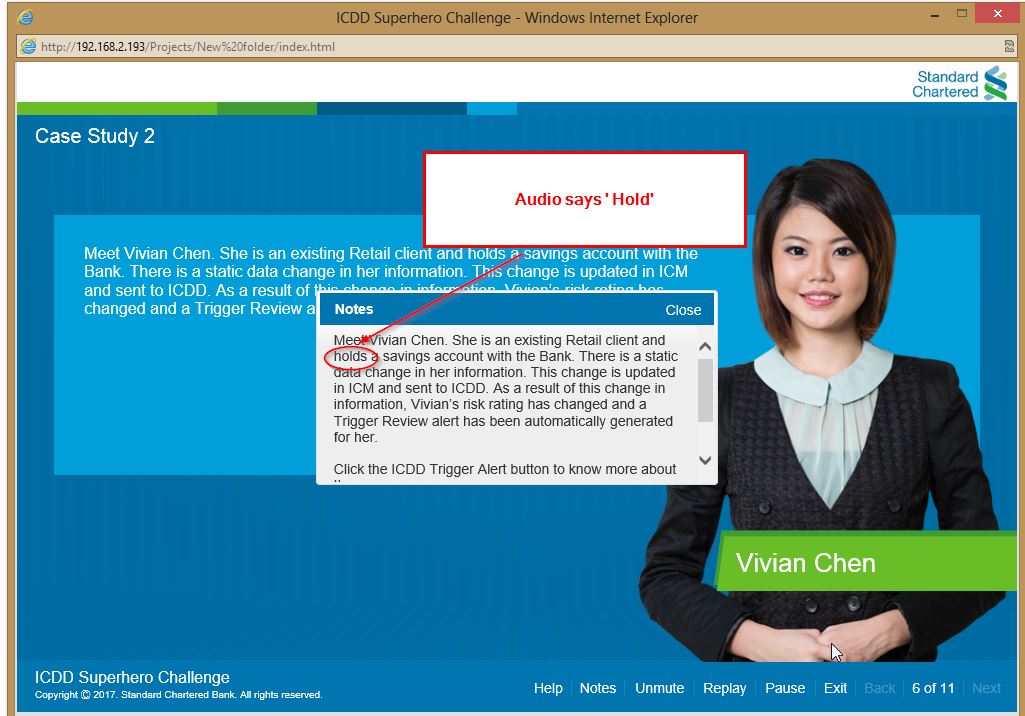 ICDD Superhero Challenge - Windows Internet Explorer
http://192.168.2.193/Projects/New%20folder/index.html
Standard
Chartered
Case Study 2
Audio says ' Hold'
Meet Vivian Chen. She is an existing Retail client and holds a savings account with the
Bank. There is a static data change in her information. This change is updated in ICM
and sent to ICDD. As a result of this change in information, Vivian's risk rating has
changed and a Trigger Review a
Notes
Close
Meet Vivian Chen. She is an existing Retail client and
holds a savings account with the Bank. There is a static
data change in her information. This change is updated
in ICM and sent to ICDD. As a result of this change in
information, Vivian's risk rating has changed and a
Trigger Review alert has been automatically generated
for her.
Click the ICDD Trigger Alert button to know more about
Vivian Chen
ICDD Superhero Challenge
Copyright © 2017. Standard Chartered Bank. All rights reserved.
Help Notes Unmute Replay Pause Exit Back 6 of 11 Next